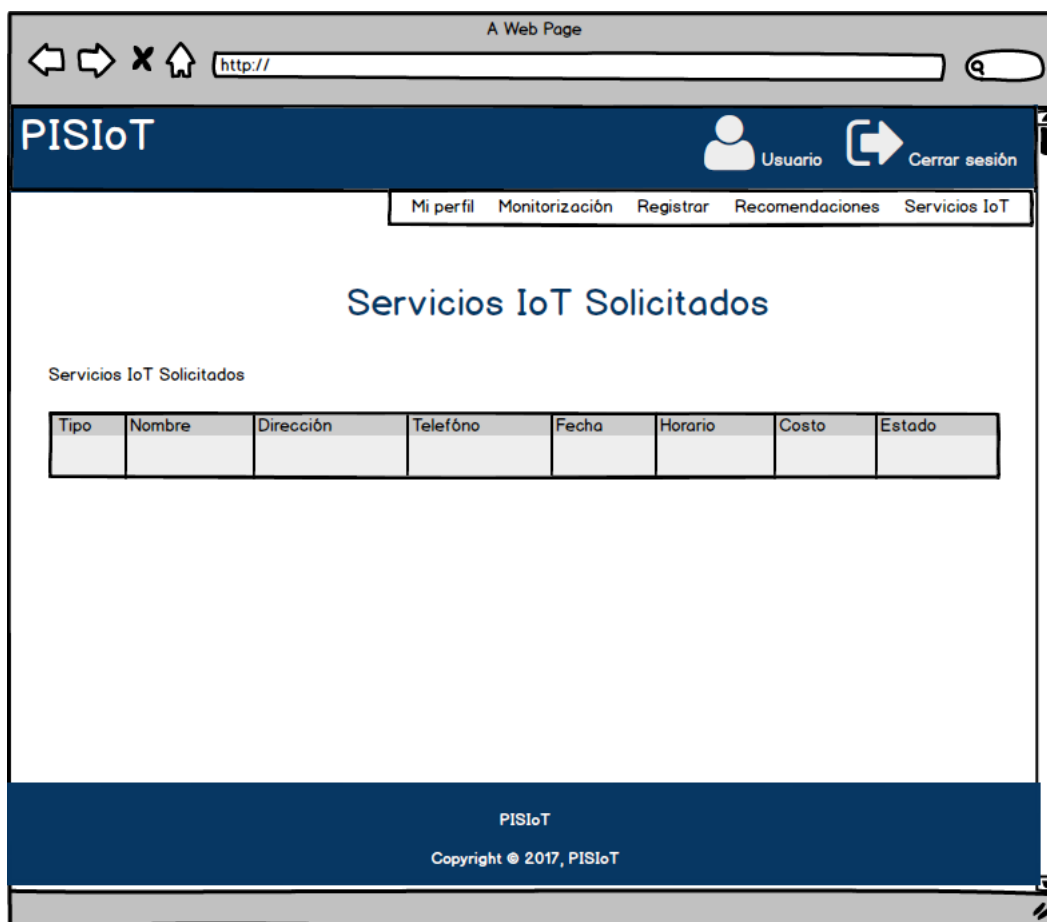 A Web Page
http://
PISIoT
Usuario
Cerrar sesión
Mi perfil Monitorización Registrar Recomendaciones Servicios IoT
Servicios IoT Solicitados
Servicios IoT Solicitados
Tipo Nombre Dirección Telefóno Fecha Horario Costo Estado
PISIoT
Copyright © 2017, PISIoT